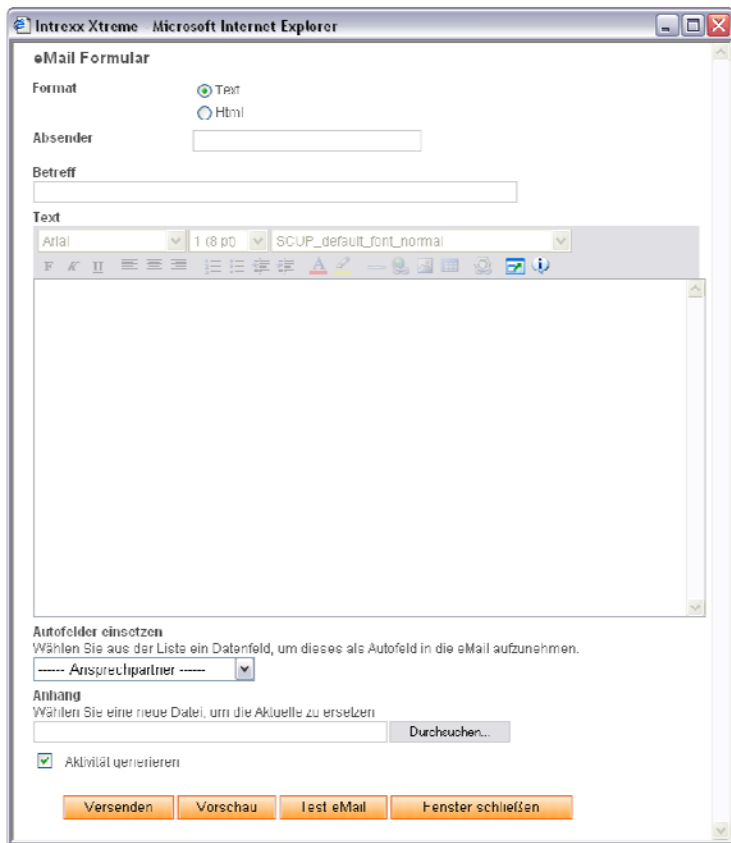 Intrexx Xtreme - Microsoft Internet Explorer
eMail Formular
Format
Text
Html
Absender
Betreff
Text
Arial 1 (8 pt) SCUP_default_font_normal
F K U
Autofelder einsetzen
Wählen Sie aus der Liste ein Datenfeld, um dieses als Autofeld in die eMail aufzunehmen.
------ Ansprechpartner ------
Anhang
Wählen Sie eine neue Datei, um die Aktuelle zu ersetzen
Durchsuchen...
Aktivität generieren
Versenden Vorschau Test eMail Fenster schließen